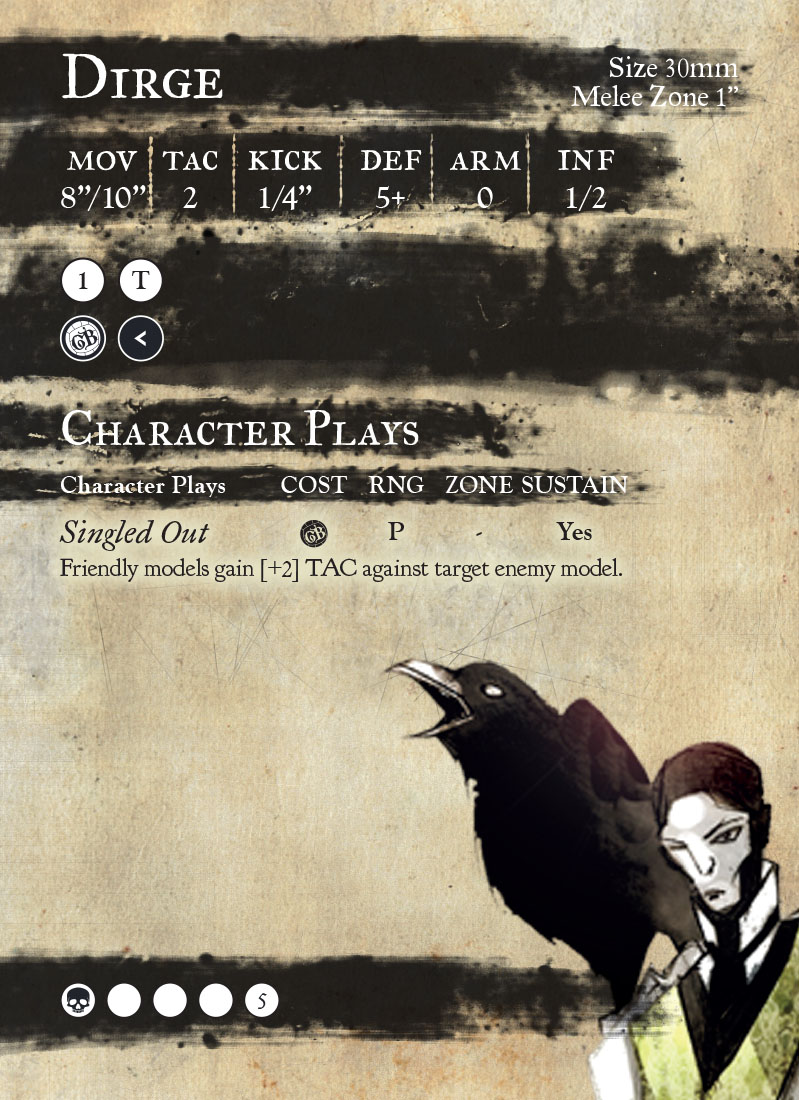 Dirge
Size 30mm
Melee Zone 1”
MOV TAC KICK DEF ARM INF
8”/10” 2 1/4” 5+ 0 1/2
1 T
GB <
Character Plays
Character Plays COST RNG ZONE SUSTAIN
Singled Out GB P - Yes
Friendly models gain [+2] TAC against target enemy model.
5